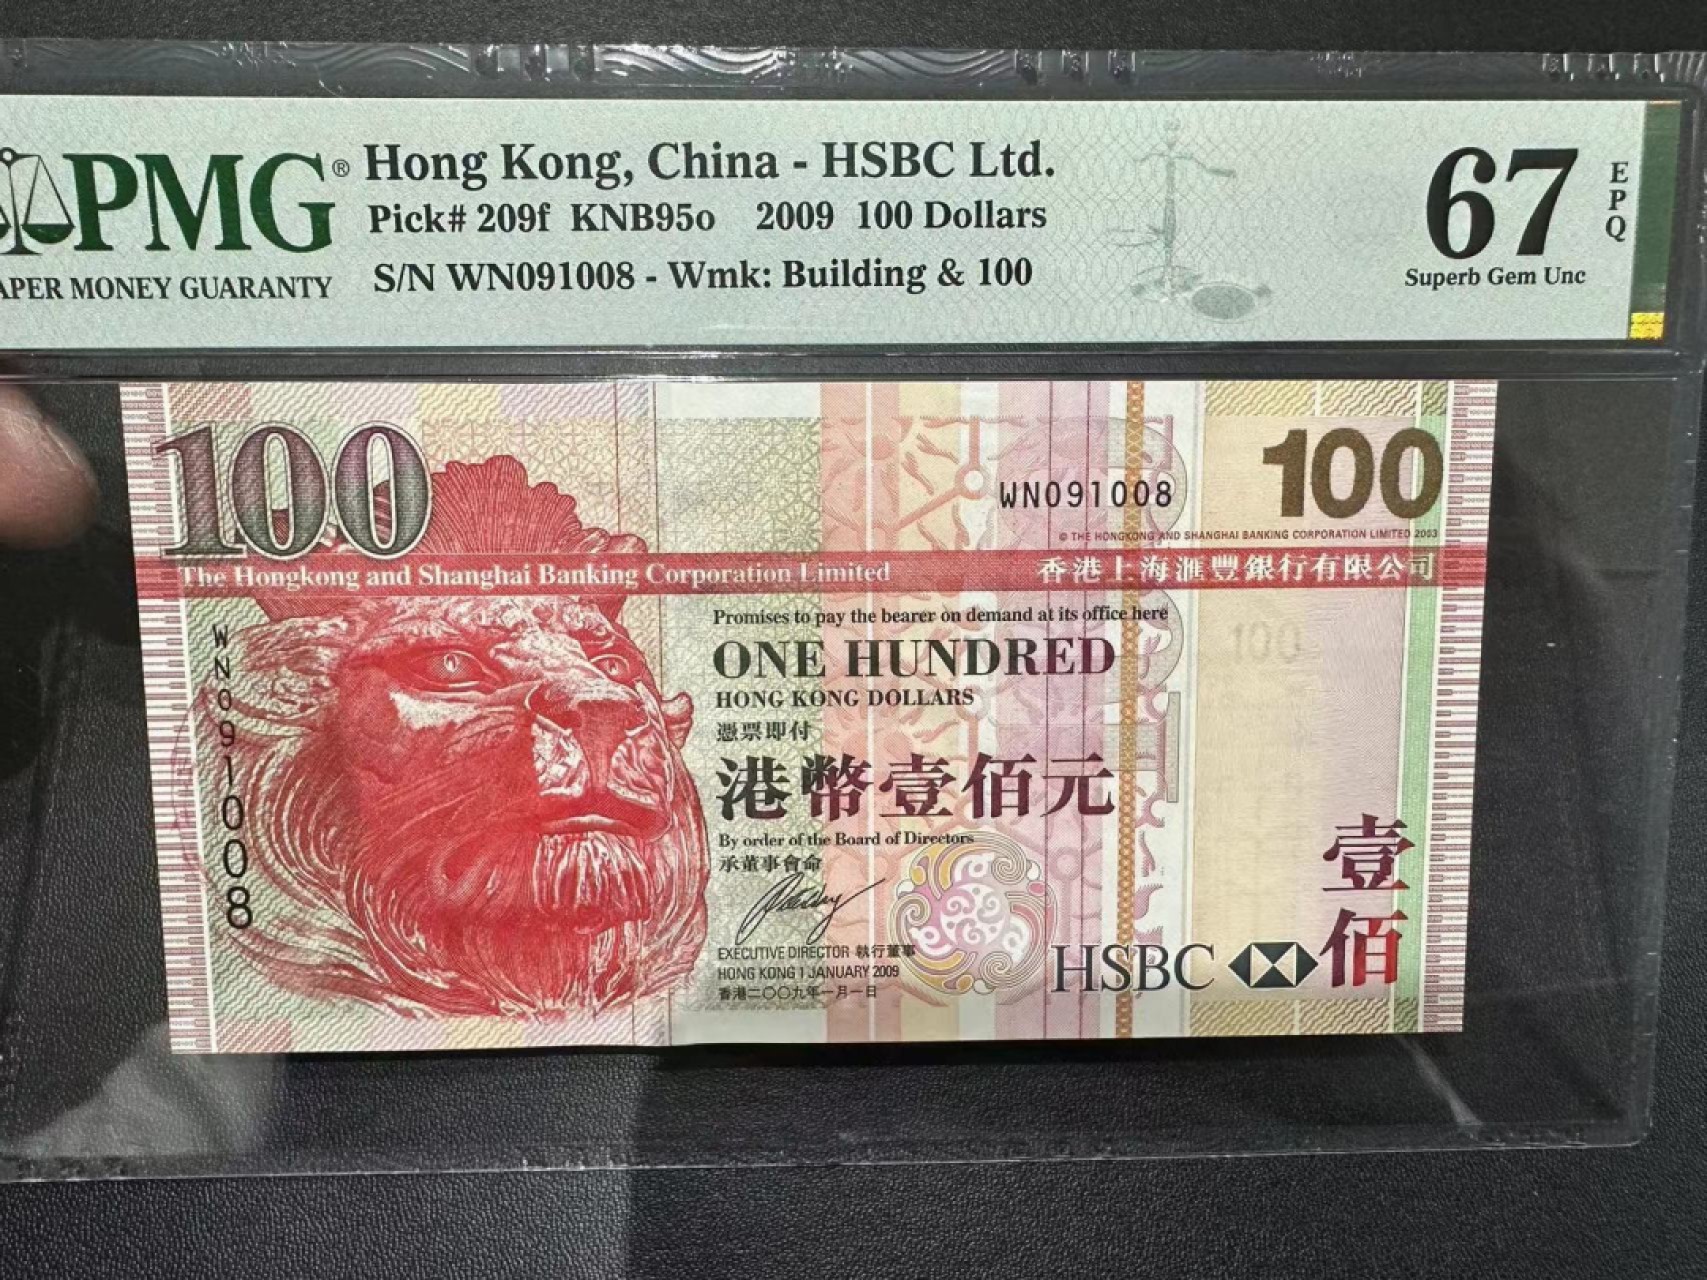 PMG®
PAPER MONEY GUARANTY
Hong Kong, China - HSBC Ltd.
Pick# 209f KNB95o 2009 100 Dollars
S/N WN091008 - Wmk: Building & 100
67
EPQ
Superb Gem Unc
100
WN091008
100
© THE HONGKONG AND SHANGHAI BANKING CORPORATION LIMITED 2003
The Hongkong and Shanghai Banking Corporation Limited
香港上海滙豐銀行有限公司
WN091008
Promises to pay the bearer on demand at its office here
ONE HUNDRED
HONG KONG DOLLARS
憑票即付
港幣壹佰元
By order of the Board of Directors
承董事會命
EXECUTIVE DIRECTOR 執行董事
HONG KONG 1 JANUARY 2009
香港二〇〇九年一月一日
100
HSBC
壹佰